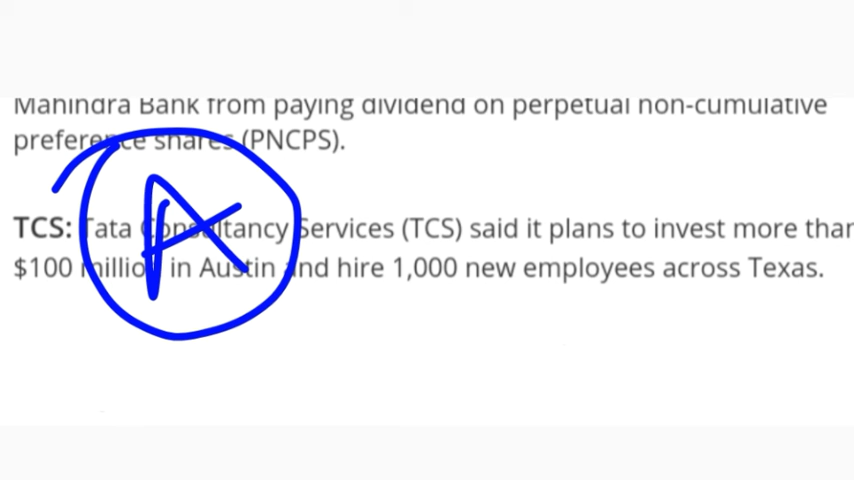 Mahindra Bank from paying dividend on perpetual non-cumulative
preference shares (PNCPS).
TCS: Tata Consultancy Services (TCS) said it plans to invest more than
$100 million in Austin and hire 1,000 new employees across Texas.
A